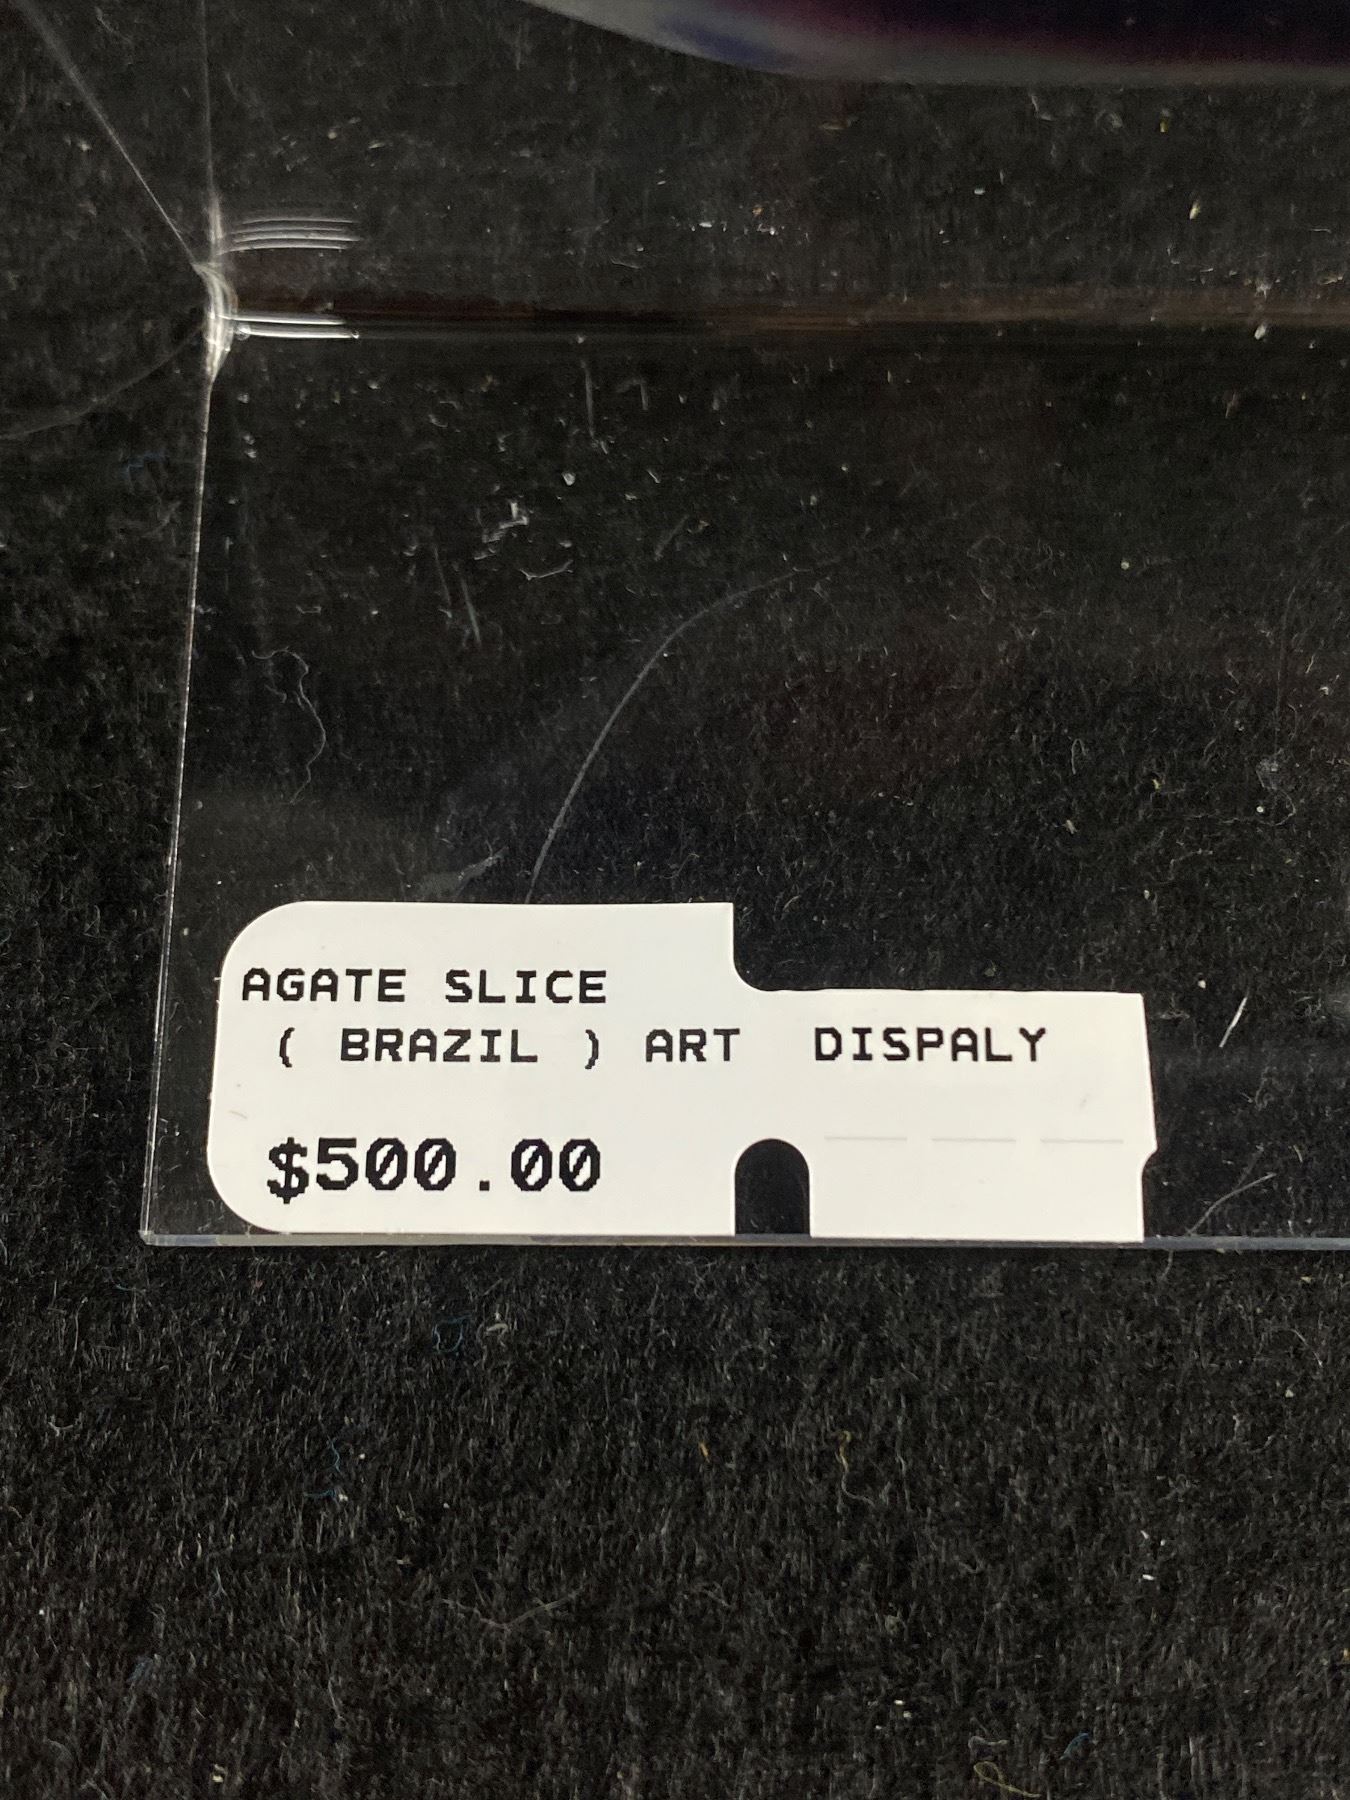 AGATE SLICE
( BRAZIL ) ART DISPALY
$500.00